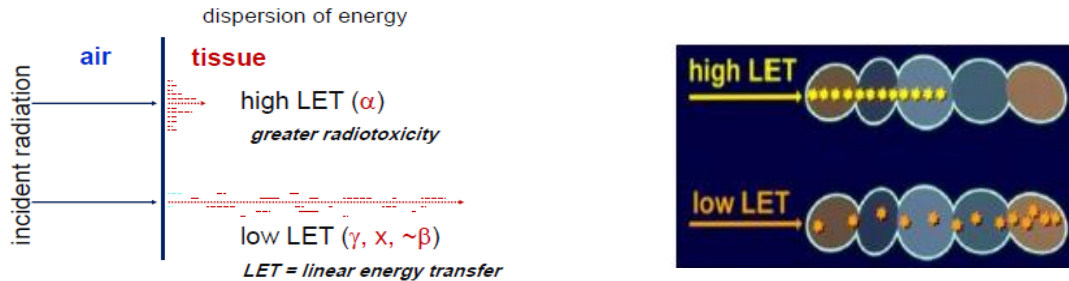 dispersion of energy
air
tissue
incident radiation
high LET (α)
greater radiotoxicity
low LET (γ, x, ~β)
LET = linear energy transfer
high LET
low LET